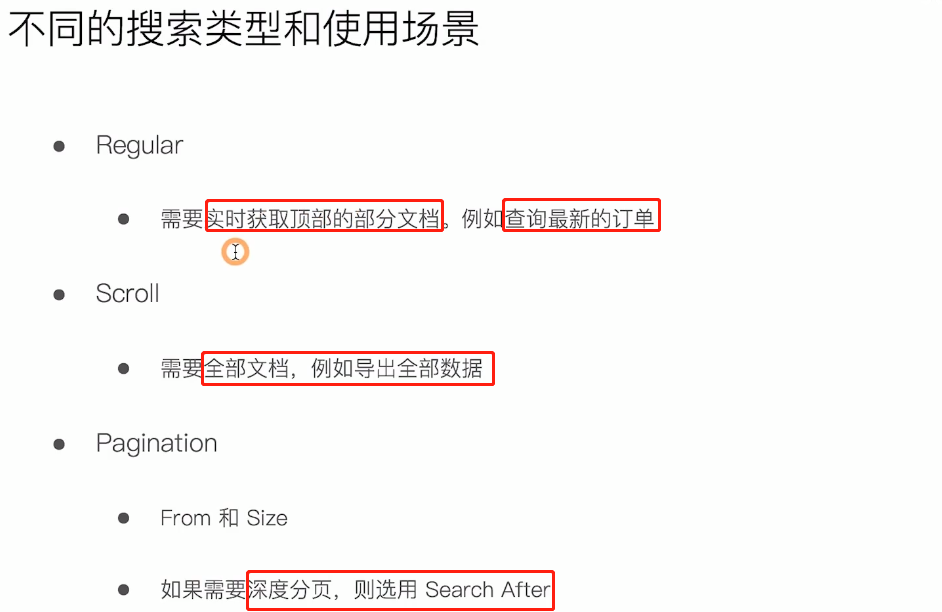 不同的搜索类型和使用场景
Regular
需要实时获取顶部的部分文档。例如查询最新的订单
Scroll
需要全部文档，例如导出全部数据
Pagination
From 和 Size
如果需要深度分页，则选用 Search After